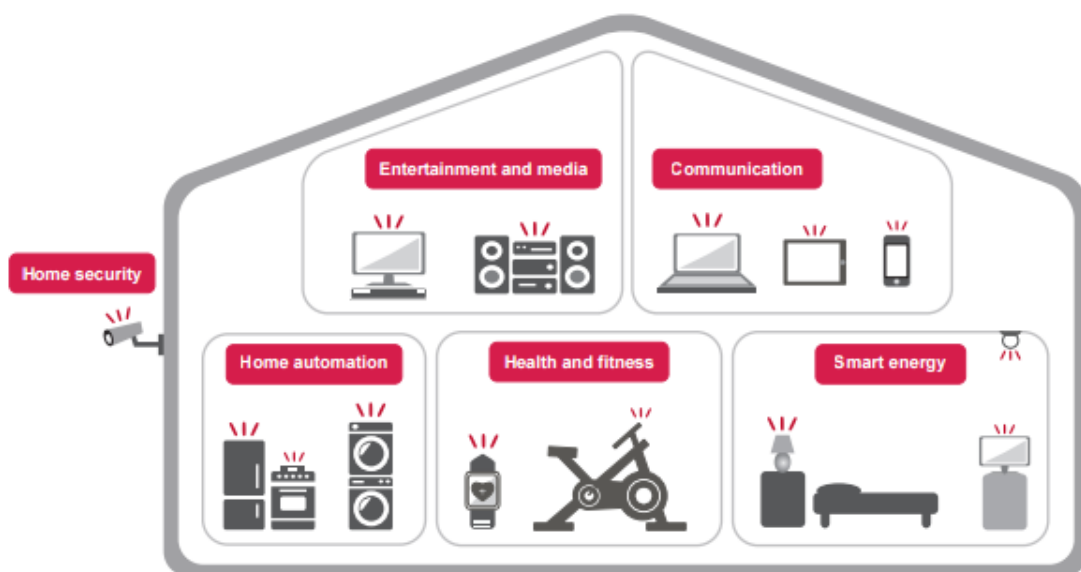 Entertainment and media
Communication
Home security
Home automation
Health and fitness
Smart energy